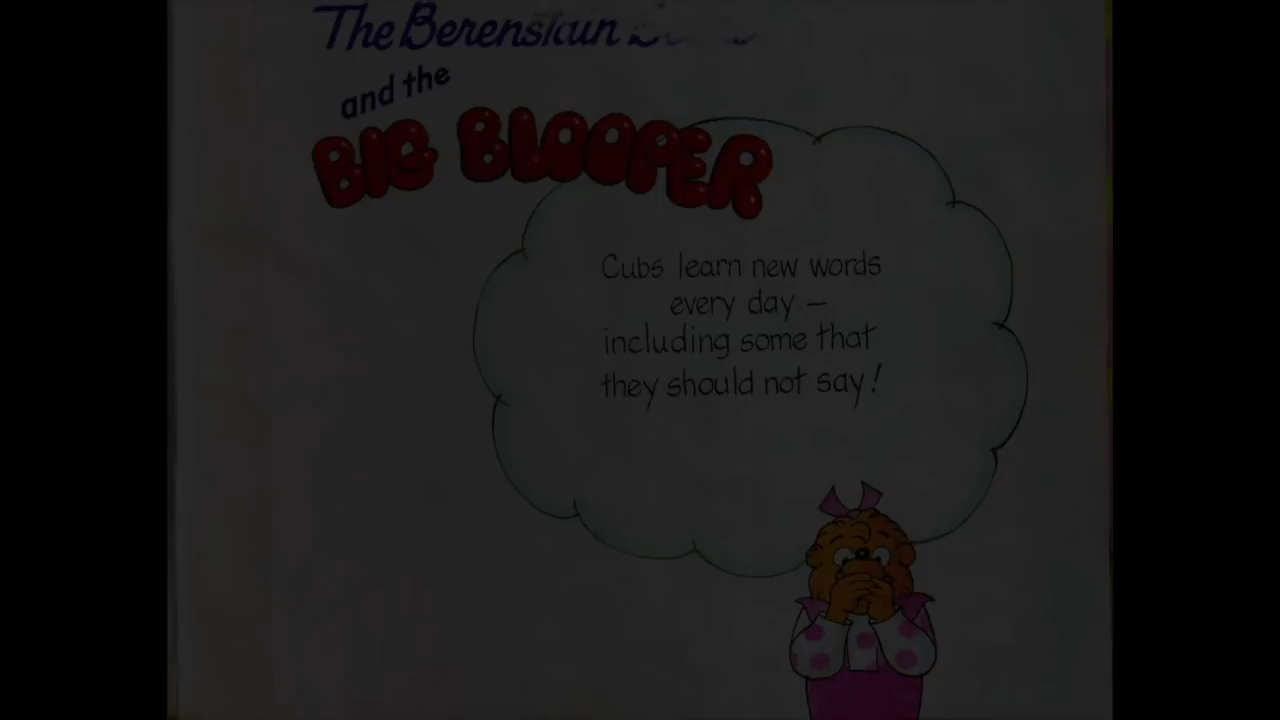 The Berenstain
and the
BIG BLOOPER
Cubs learn new words
every day –
including some that
they should not say!